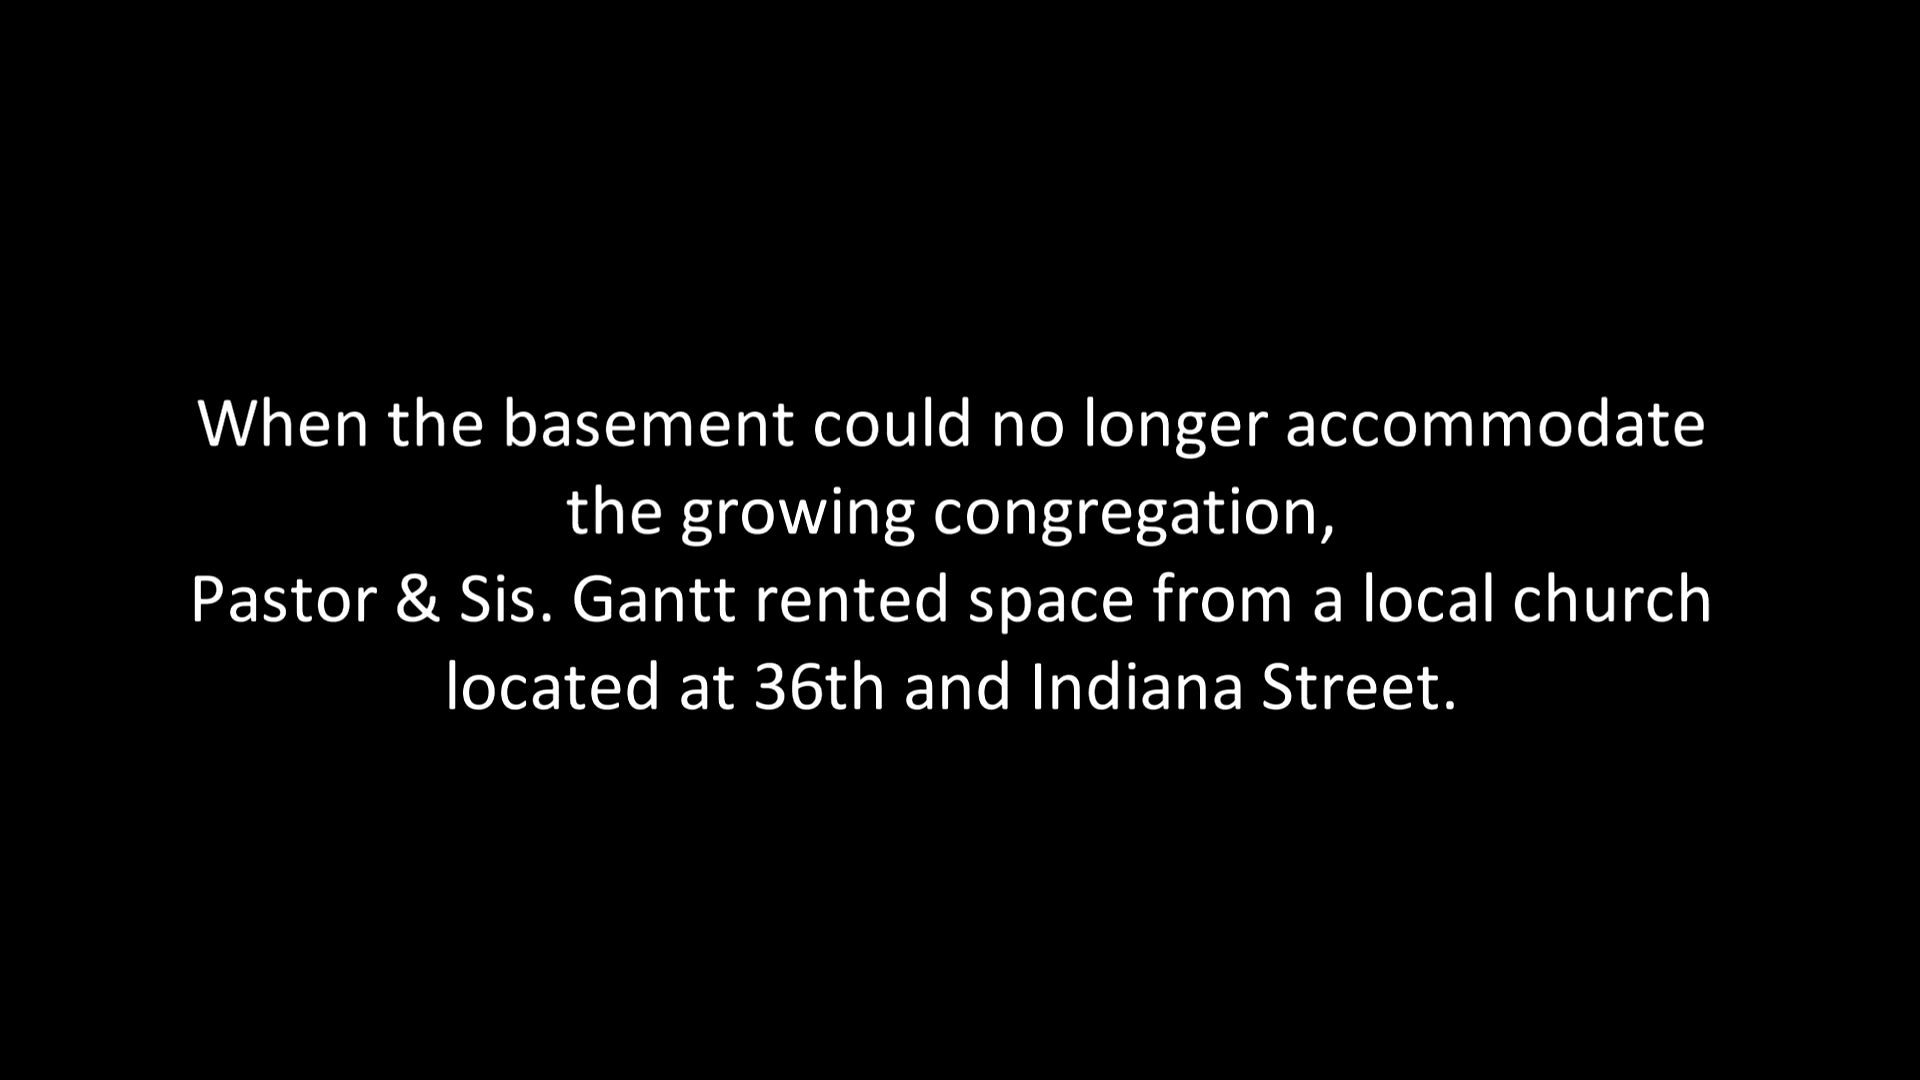 When the basement could no longer accommodate
the growing congregation,
Pastor & Sis. Gantt rented space from a local church
located at 36th and Indiana Street.